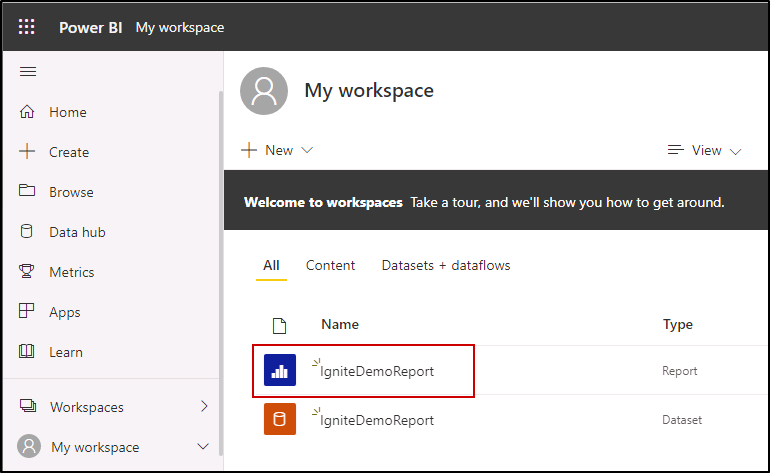 Power BI My workspace
Home
Create
Browse
Data hub
Metrics
Apps
Learn
Workspaces
My workspace
My workspace
New
View
Welcome to workspaces Take a tour, and we'll show you how to get around.
All Content Datasets + dataflows
Name Type
IgniteDemoReport Report
IgniteDemoReport Dataset